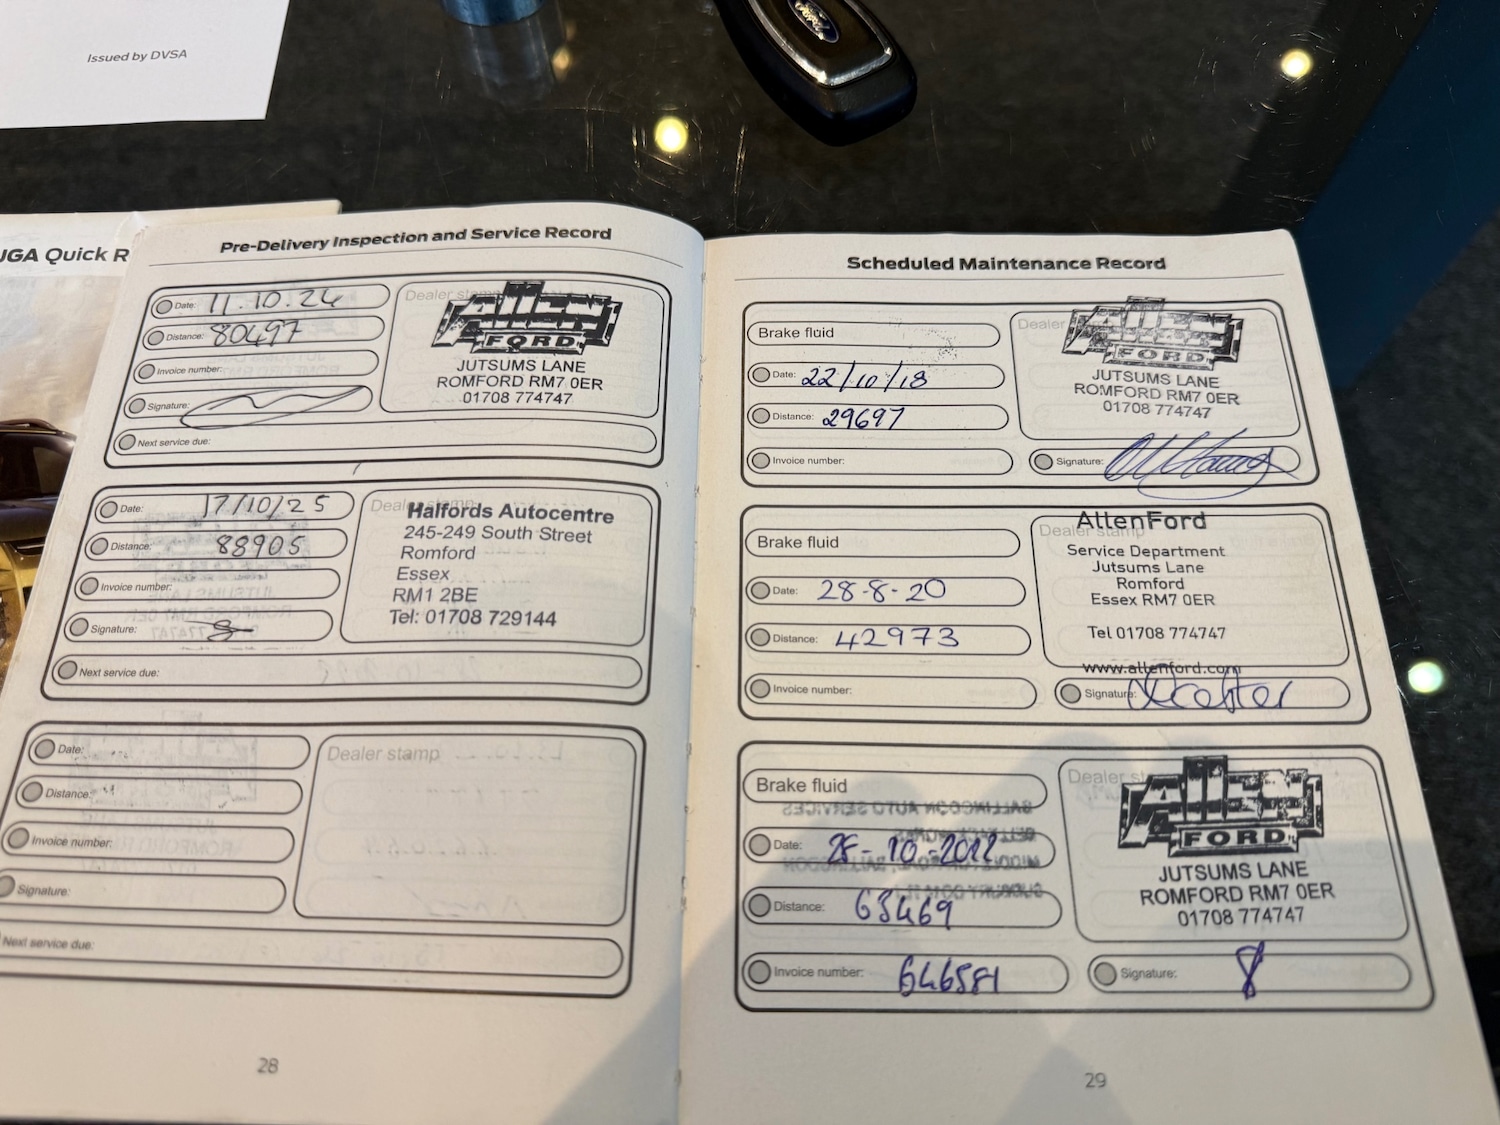 Issued by DVSA
Ford
UGA Quick R
Pre-Delivery Inspection and Service Record
Date: 11.10.24
Distance: 80497
Invoice number:
Signature:
Next service due:
Dealer stamp
ALLEN
FORD
JUTSUMS LANE
ROMFORD RM7 0ER
01708 774747
Date: 17/10/25
Distance: 88905
Invoice number:
Signature:
Next service due:
Dealer stamp
Halfords Autocentre
245-249 South Street
Romford
Essex
RM1 2BE
Tel: 01708 729144
Date:
Distance:
Invoice number:
Signature:
Next service due:
Dealer stamp
28
Scheduled Maintenance Record
Brake fluid
Date: 22/10/18
Distance: 29697
Invoice number:
Dealer
ALLEN
FORD
JUTSUMS LANE
ROMFORD RM7 0ER
01708 774747
Signature:
Brake fluid
Date: 28-8-20
Distance: 42973
Invoice number:
Dealer stamp
AllenFord
Service Department
Jutsums Lane
Romford
Essex RM7 0ER
Tel 01708 774747
www.allenford.com
Signature:
Brake fluid
Date: 28-10-2022
Distance: 63469
Invoice number: 646581
Dealer st
ALLEN
FORD
JUTSUMS LANE
ROMFORD RM7 0ER
01708 774747
Signature:
29